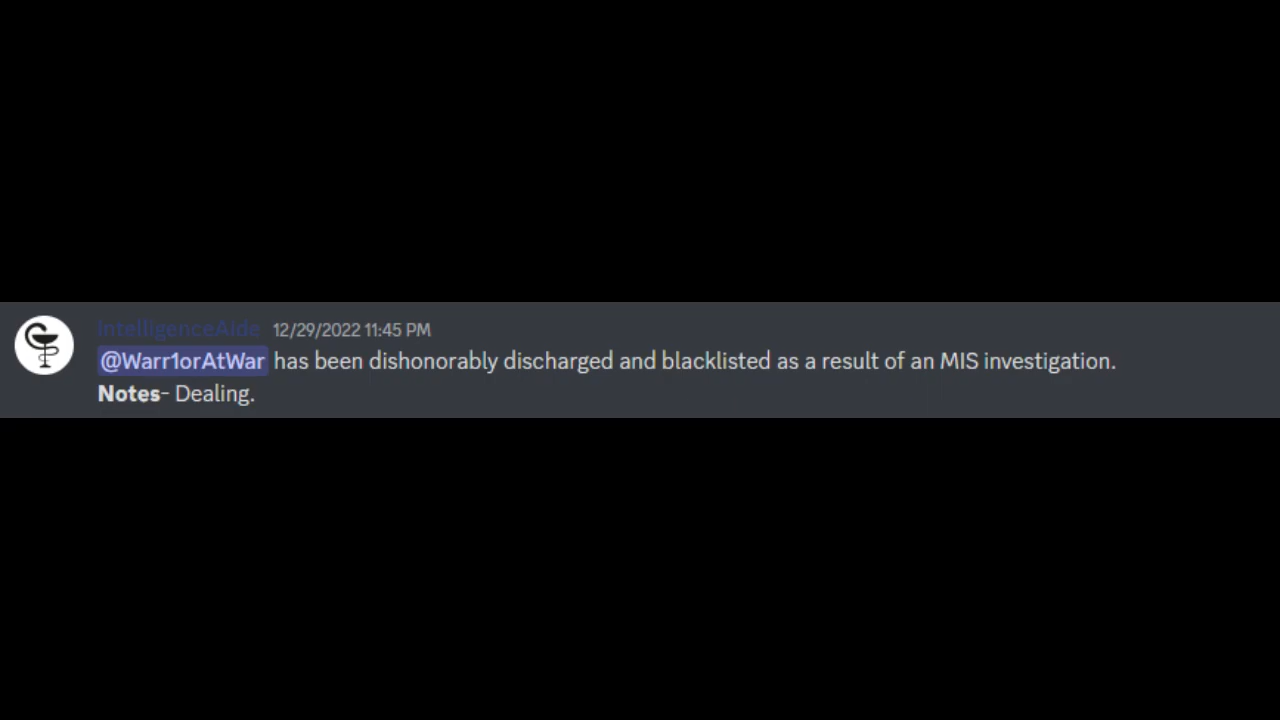 IntelligenceAide 12/29/2022 11:45 PM
@Warr1orAtWar has been dishonorably discharged and blacklisted as a result of an MIS investigation.
Notes- Dealing.